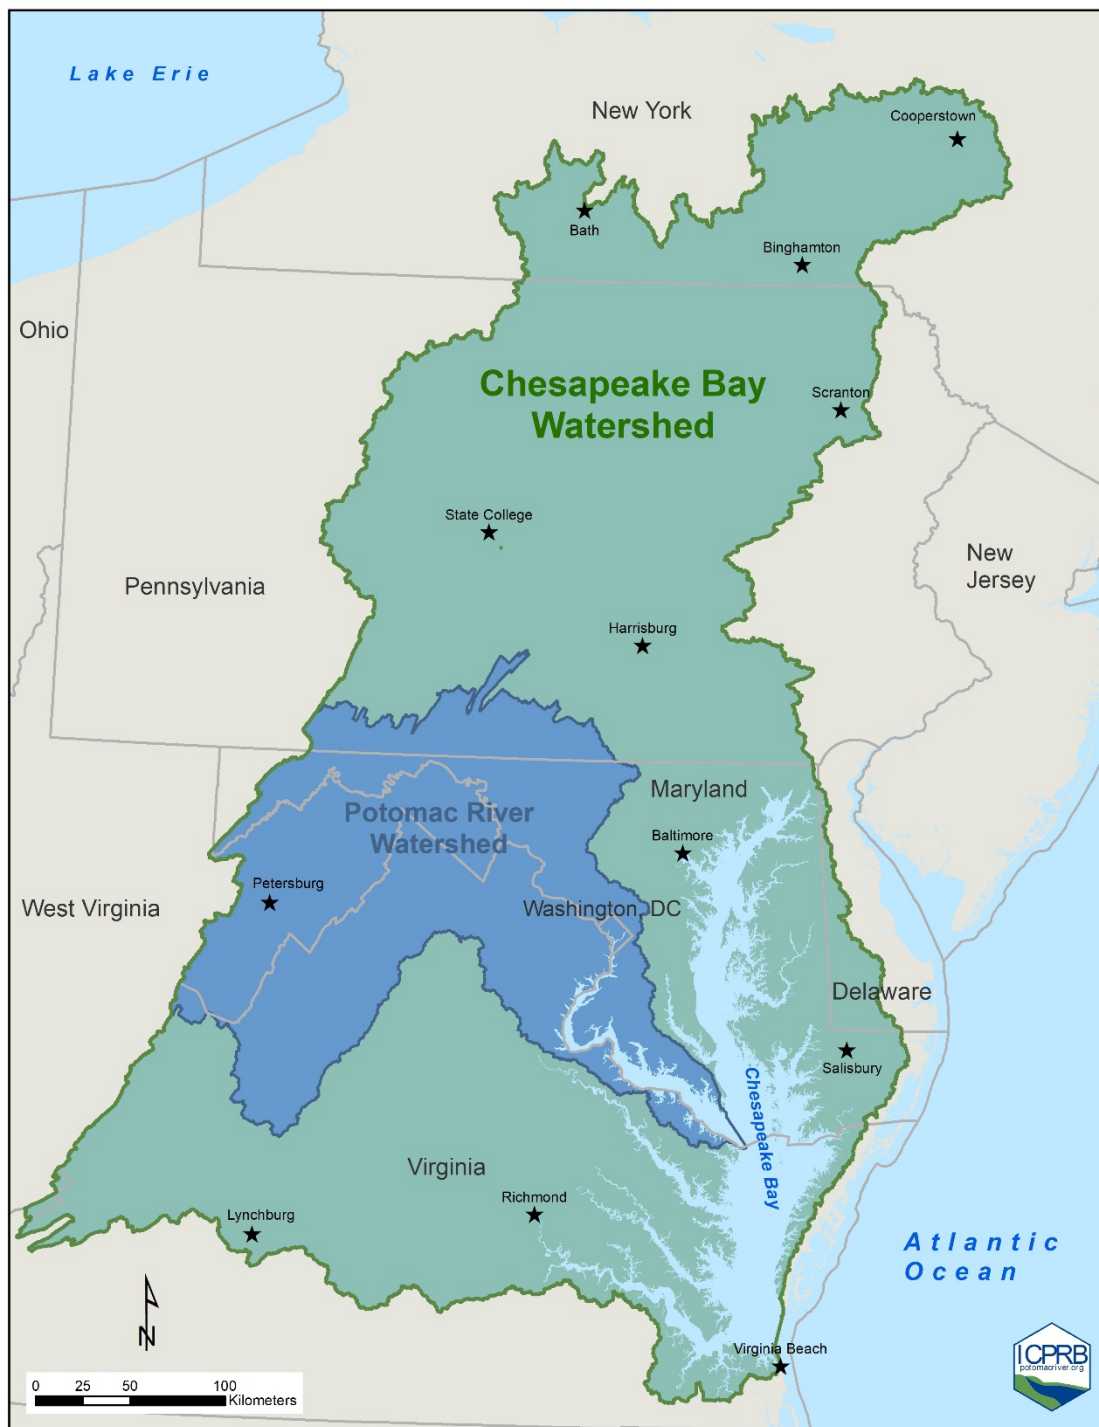 Lake Erie
New York
Cooperstown
Bath
Binghamton
Ohio
Chesapeake Bay
Watershed
Scranton
State College
New
Jersey
Pennsylvania
Harrisburg
Maryland
Potomac River
Watershed
Baltimore
Petersburg
West Virginia
Washington, DC
Delaware
Salisbury
Chesapeake Bay
Virginia
Richmond
Lynchburg
Atlantic
Ocean
N
Virginia Beach
ICPRB
potomacriver.org
0 25 50 100
Kilometers